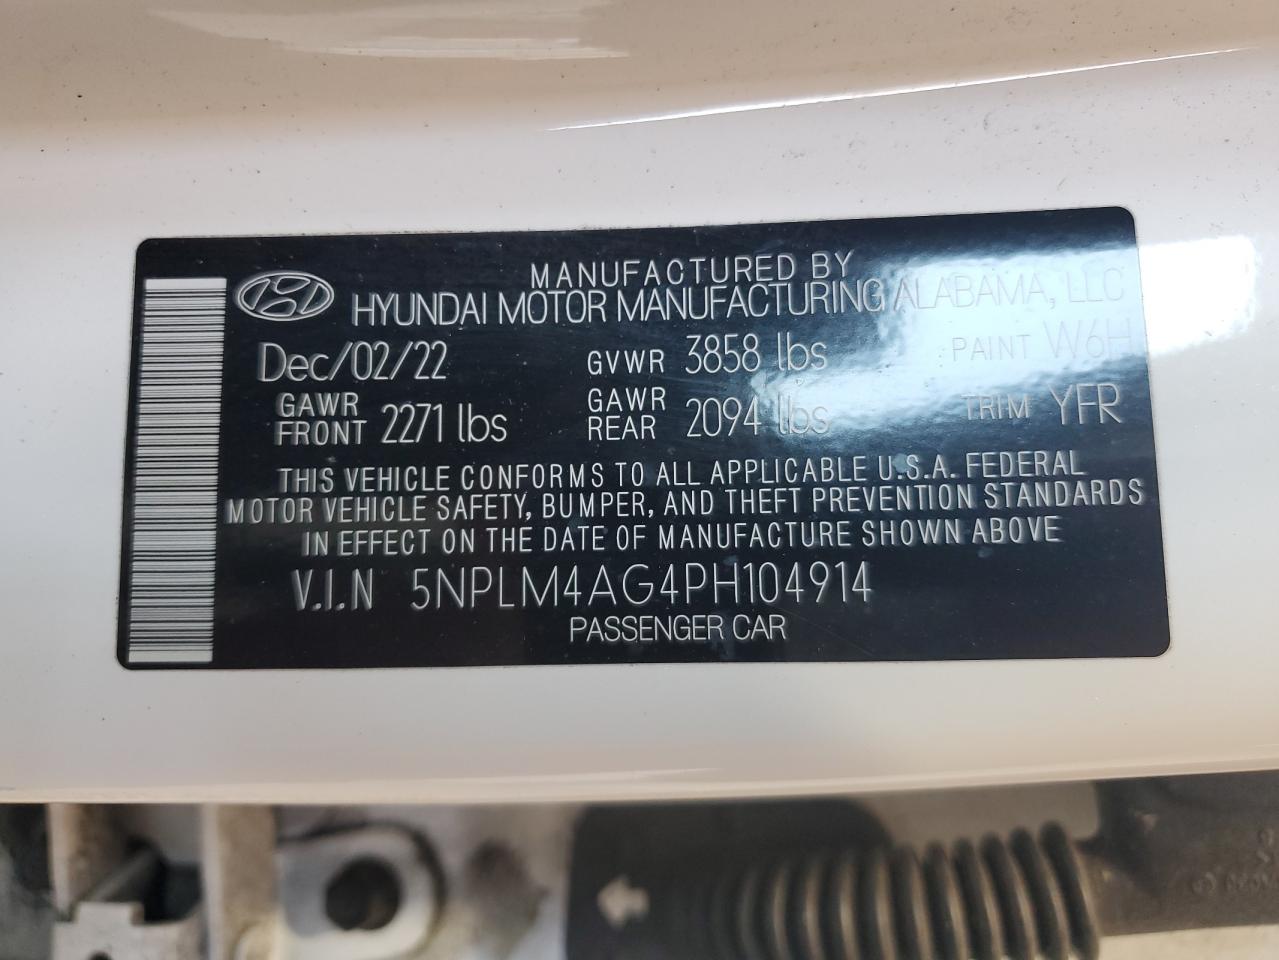 MANUFACTURED BY
HYUNDAI MOTOR MANUFACTURING ALABAMA, LLC
Dec/02/22 GVWR 3858 lbs PAINT W6H
GAWR FRONT 2271 lbs GAWR REAR 2094 lbs TRIM YFR
THIS VEHICLE CONFORMS TO ALL APPLICABLE U.S.A. FEDERAL
MOTOR VEHICLE SAFETY, BUMPER, AND THEFT PREVENTION STANDARDS
IN EFFECT ON THE DATE OF MANUFACTURE SHOWN ABOVE
V.I.N 5NPLM4AG4PH104914
PASSENGER CAR